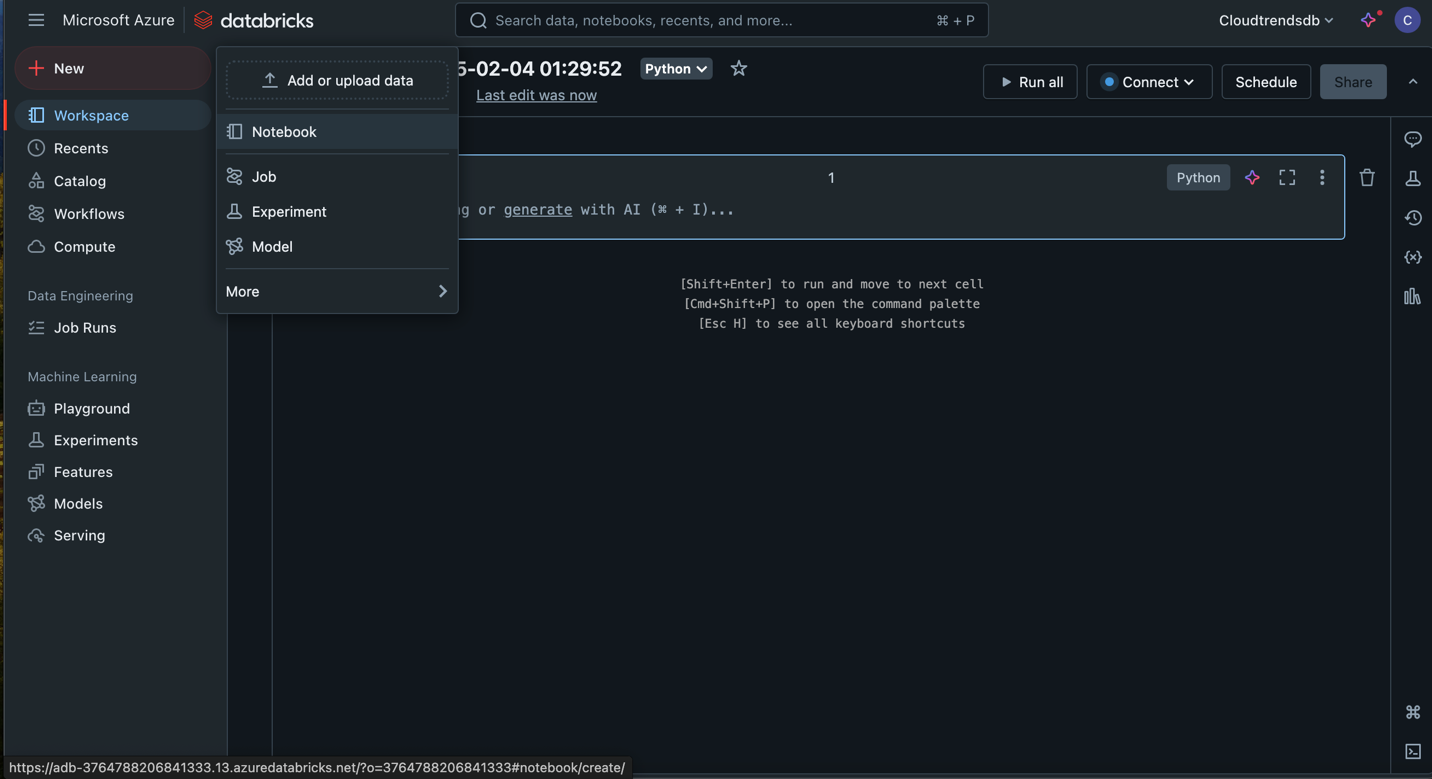 Microsoft Azure
databricks
Search data, notebooks, recents, and more...
⌘ + P
Cloudtrendsdb
C
New
Workspace
Recents
Catalog
Workflows
Compute
Data Engineering
Job Runs
Machine Learning
Playground
Experiments
Features
Models
Serving
Add or upload data
Notebook
Job
Experiment
Model
More
5-02-04 01:29:52
Python
Last edit was now
Run all
Connect
Schedule
Share
1
Python
g or generate with AI (⌘ + I)...
[Shift+Enter] to run and move to next cell
[Cmd+Shift+P] to open the command palette
[Esc H] to see all keyboard shortcuts
https://adb-3764788206841333.13.azuredatabricks.net/?o=3764788206841333#notebook/create/